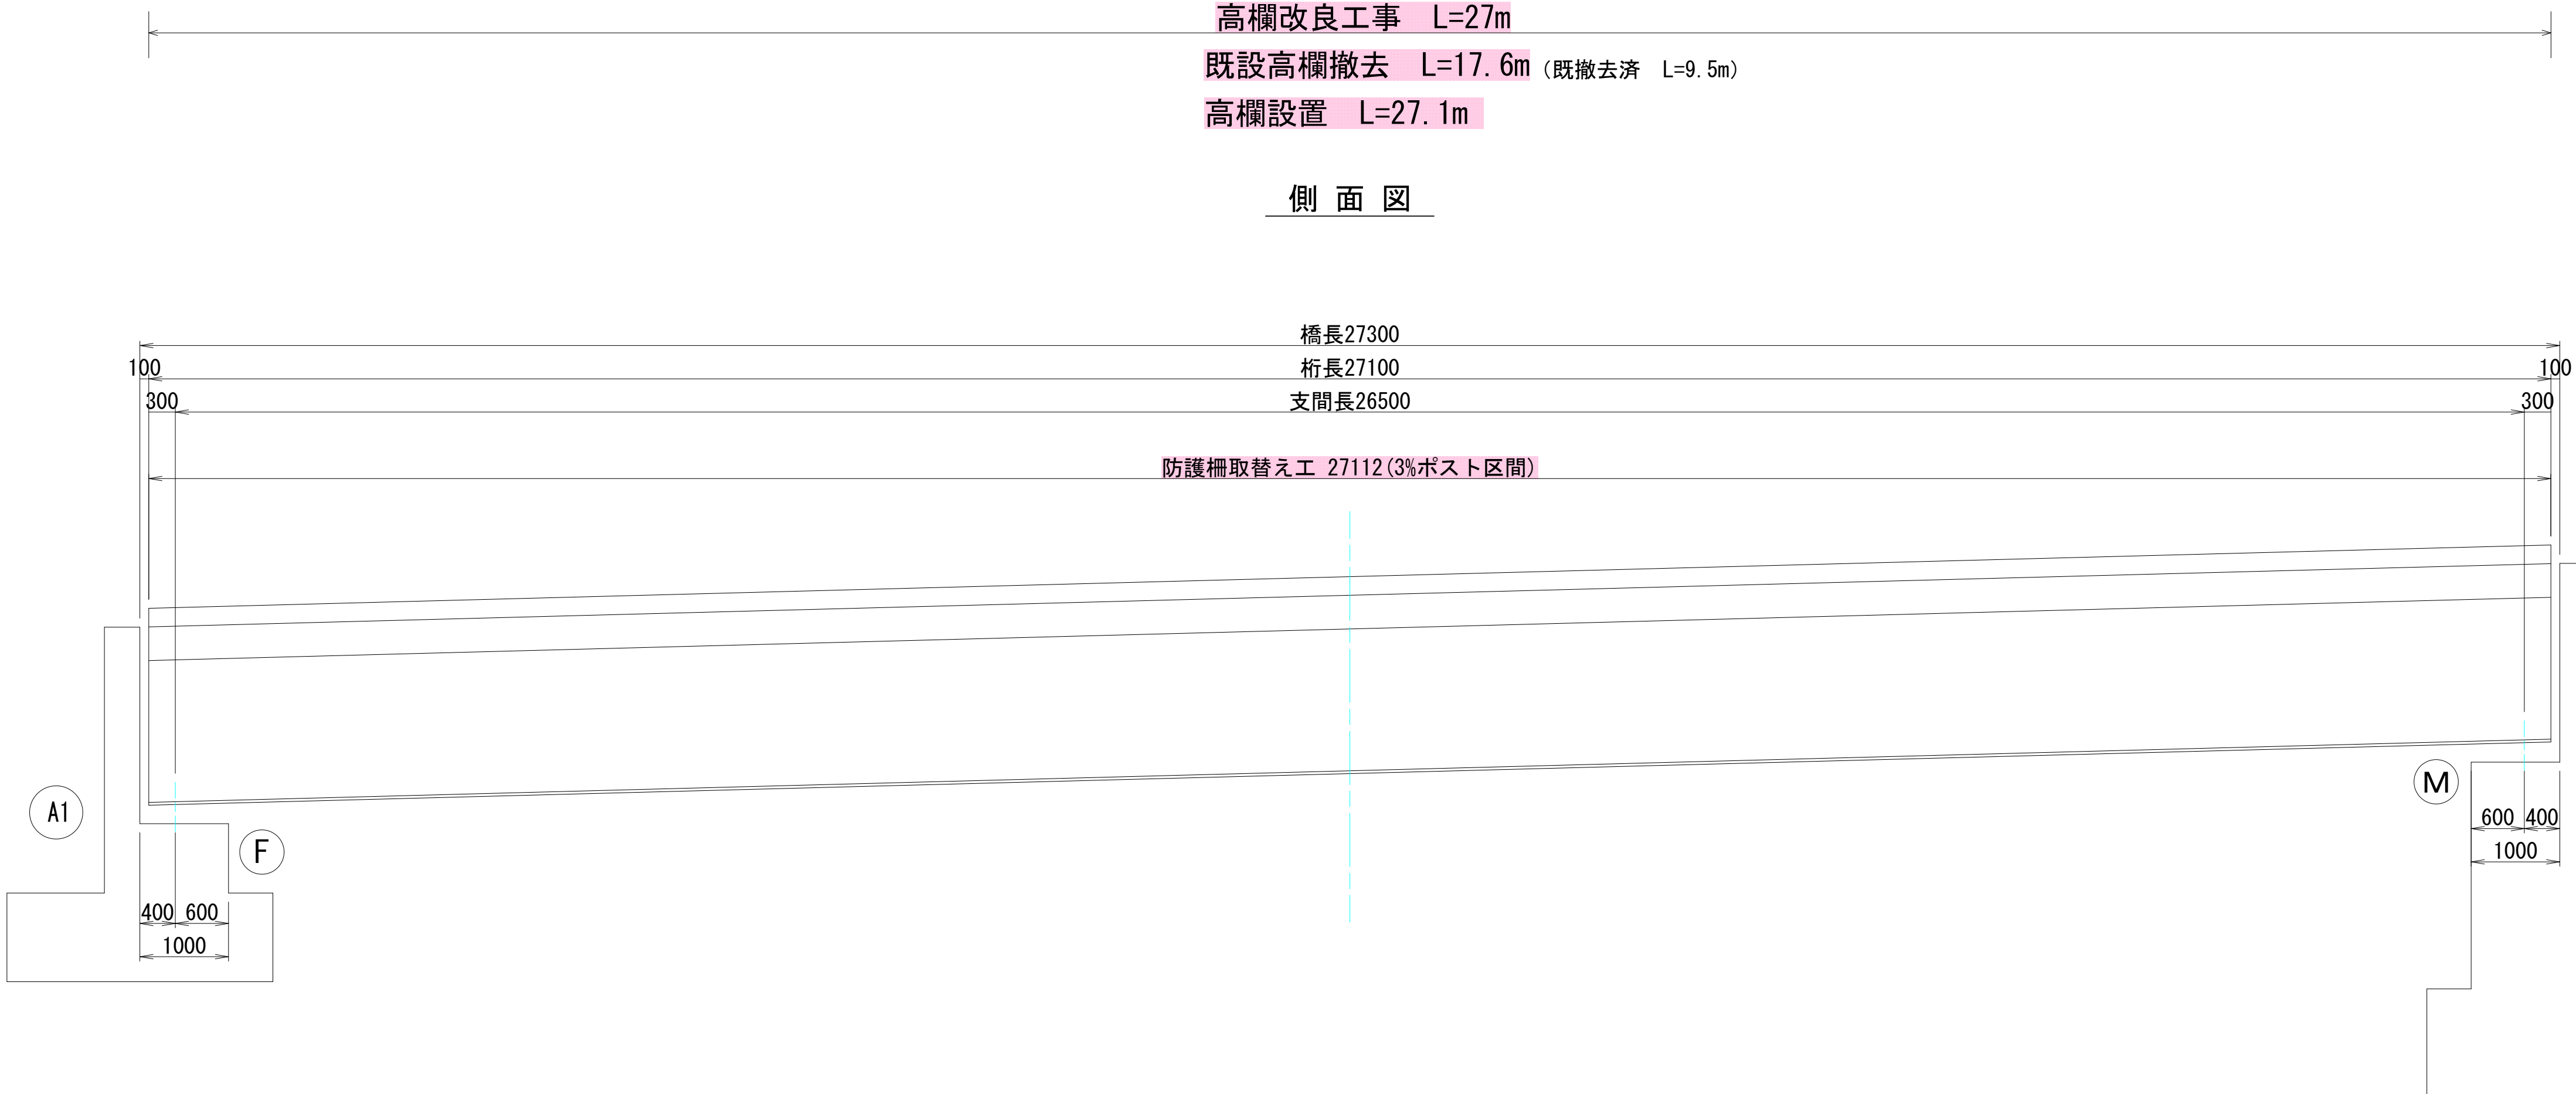 高欄改良工事　L=27m
既設高欄撤去　L=17.6m（既撤去済　L=9.5m）
高欄設置　L=27.1m
側 面 図
橋長27300
100 桁長27100 100
300 支間長26500 300
防護柵取替え工 27112(3%ポスト区間)
A1
F
M
600 400
1000
400 600
1000